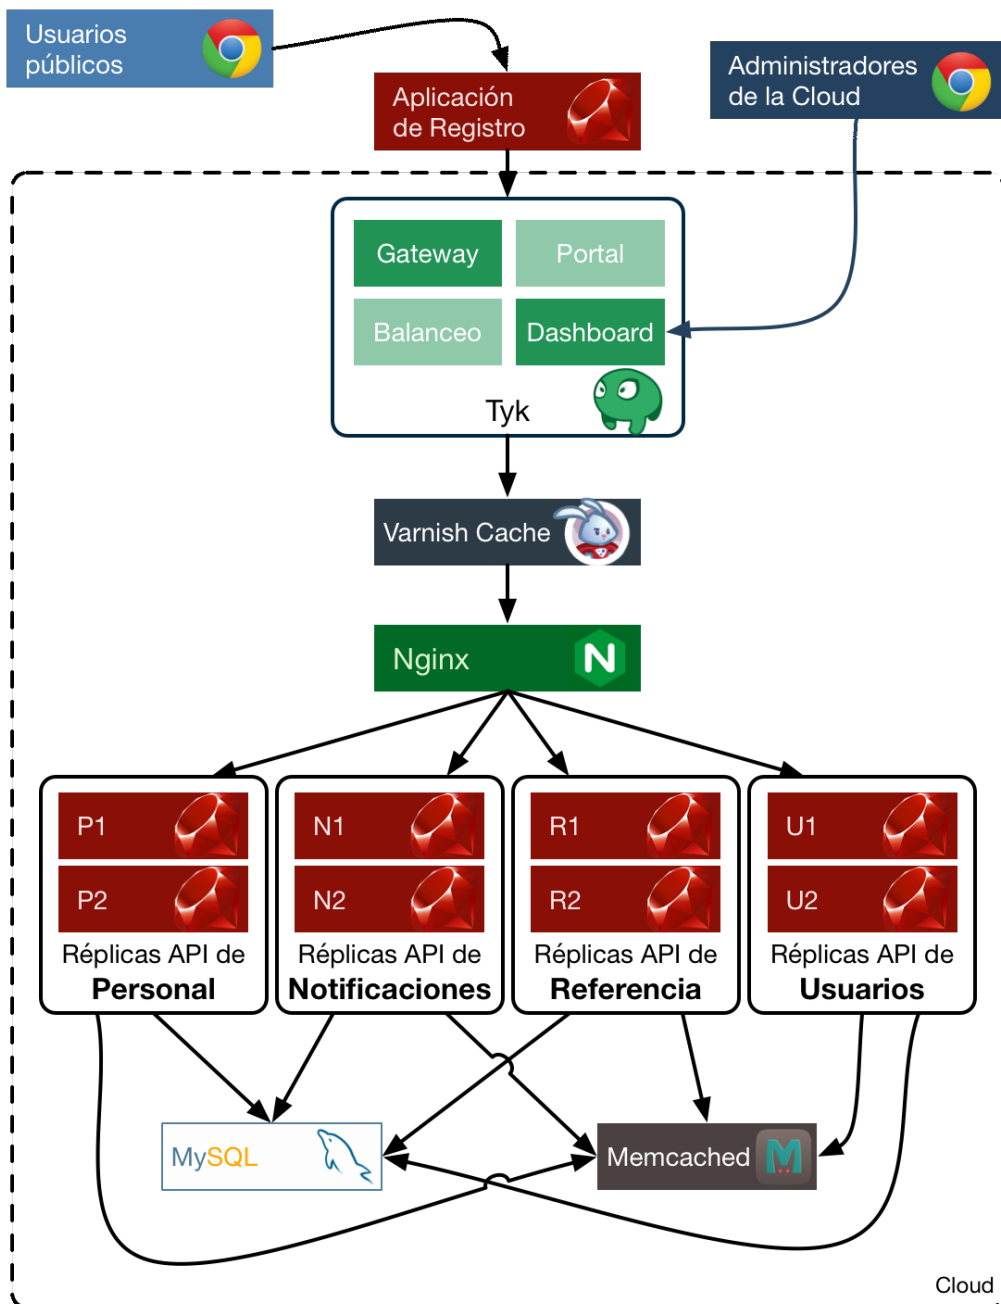 Usuarios
públicos
Aplicación
de Registro
Administradores
de la Cloud
Gateway
Portal
Balanceo
Dashboard
Tyk
Varnish Cache
Nginx
N
P1
P2
Réplicas API de
Personal
N1
N2
Réplicas API de
Notificaciones
R1
R2
Réplicas API de
Referencia
U1
U2
Réplicas API de
Usuarios
MySQL
Memcached
M
Cloud